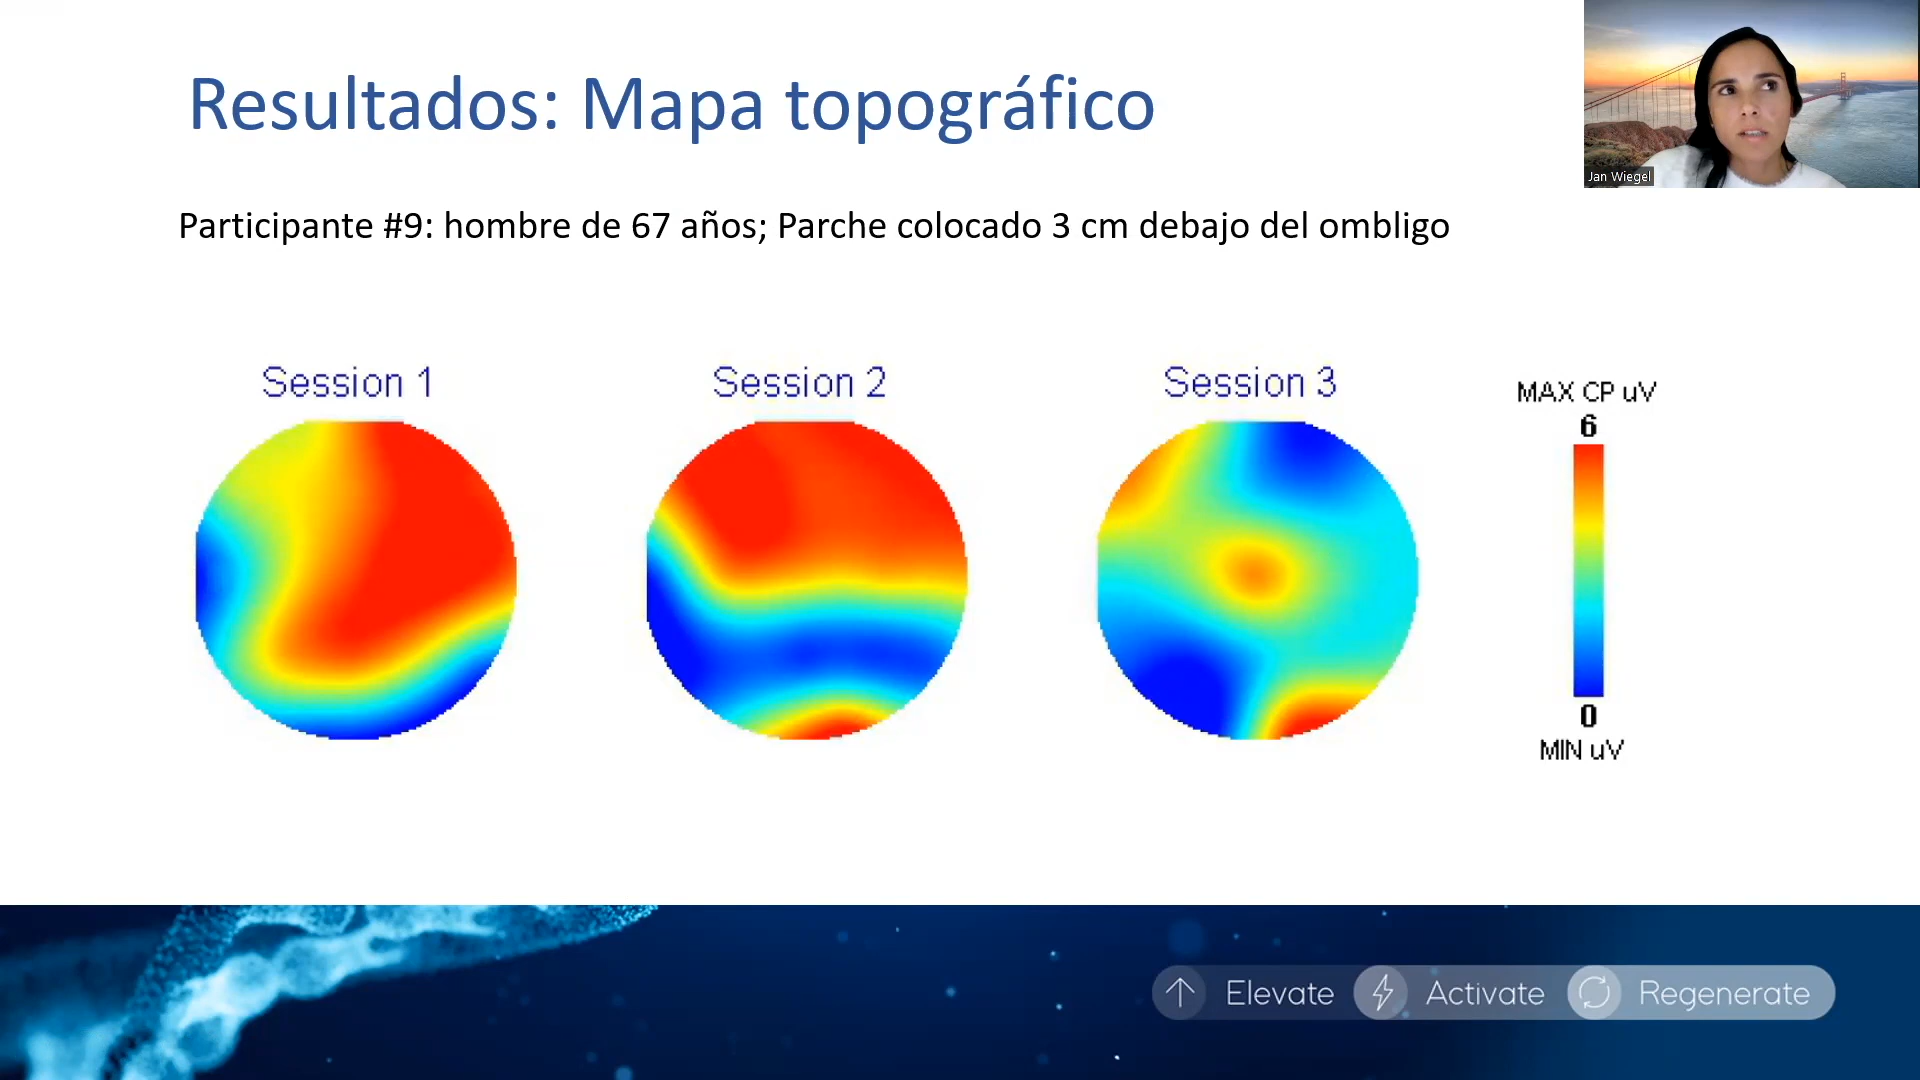 Resultados: Mapa topográfico
Jan Wiegel
Participante #9: hombre de 67 años; Parche colocado 3 cm debajo del ombligo
Session 1
Session 2
Session 3
MAX CP uV
6
0
MIN uV
Elevate
Activate
Regenerate